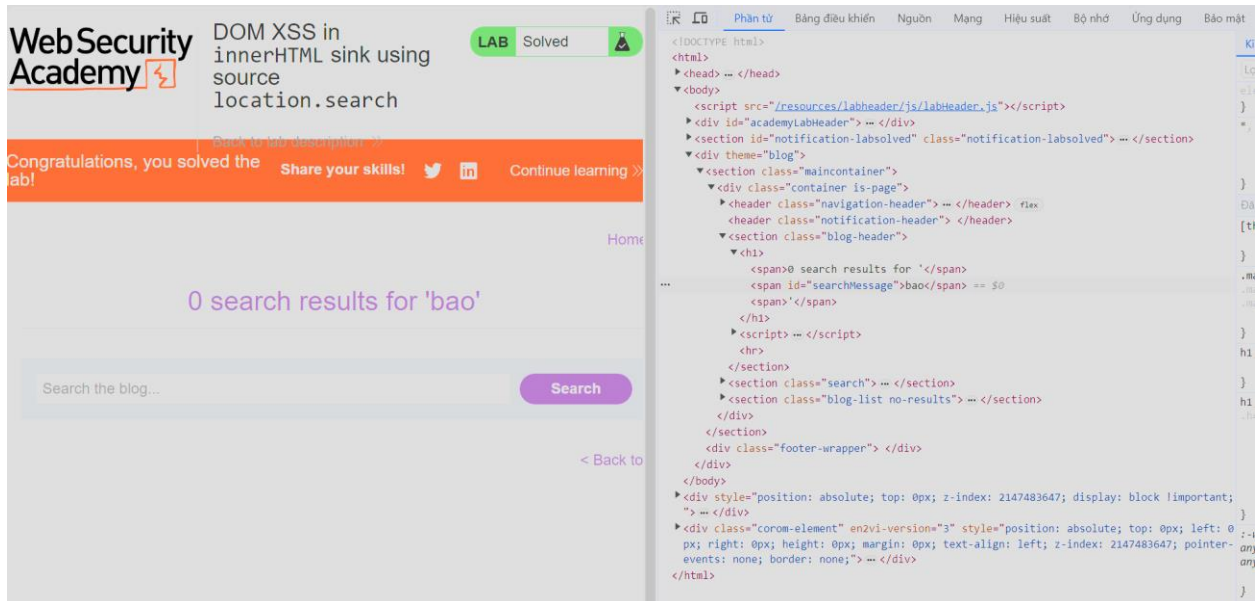 Web Security
Academy
DOM XSS in
innerHTML sink using
source
location.search
LAB Solved
Back to lab description >>
Congratulations, you solved the
lab!
Share your skills!
in
Continue learning >>
Home
0 search results for 'bao'
Search the blog...
Search
< Back to
Phần tử Bảng điều khiển Nguồn Mạng Hiệu suất Bộ nhớ Ứng dụng Bảo mật
<!DOCTYPE html>
<html>
<head> … </head>
<body>
<script src="/resources/labheader/js/labHeader.js"></script>
<div id="academyLabHeader"> … </div>
<section id="notification-labsolved" class="notification-labsolved"> … </section>
<div theme="blog">
<section class="maincontainer">
<div class="container is-page">
<header class="navigation-header"> … </header> flex
<header class="notification-header"> </header>
<section class="blog-header">
<h1>
<span>0 search results for '</span>
… <span id="searchMessage">bao</span> == $0
<span>'</span>
</h1>
<script> … </script>
<hr>
</section>
<section class="search"> … </section>
<section class="blog-list no-results"> … </section>
</div>
</section>
<div class="footer-wrapper"> </div>
</div>
</body>
<div style="position: absolute; top: 0px; z-index: 2147483647; display: block !important;
"> … </div>
<div class="corom-element" en2vi-version="3" style="position: absolute; top: 0px; left: 0
px; right: 0px; height: 0px; margin: 0px; text-align: left; z-index: 2147483647; pointer-
events: none; border: none;"> … </div>
</html>
}
}
}
h1
}
h1
}
}